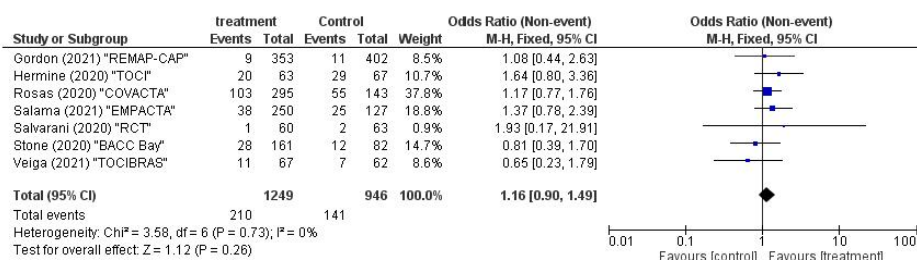 treatment Control Odds Ratio (Non-event) Odds Ratio (Non-event)
Study or Subgroup Events Total Events Total Weight M-H, Fixed, 95% CI M-H, Fixed, 95% CI
Gordon (2021) "REMAP-CAP" 9 353 11 402 8.5% 1.08 [0.44, 2.63]
Hermine (2020) "TOCI" 20 63 29 67 10.7% 1.64 [0.80, 3.36]
Rosas (2020) "COVACTA" 103 295 55 143 37.8% 1.17 [0.77, 1.76]
Salama (2021) "EMPACTA" 38 250 25 127 18.8% 1.37 [0.78, 2.39]
Salvarani (2020) "RCT" 1 60 2 63 0.9% 1.93 [0.17, 21.91]
Stone (2020) "BACC Bay" 28 161 12 82 14.7% 0.81 [0.39, 1.70]
Veiga (2021) "TOCIBRAS" 11 67 7 62 8.6% 0.65 [0.23, 1.79]
Total (95% CI) 1249 946 100.0% 1.16 [0.90, 1.49]
Total events 210 141
Heterogeneity: Chi² = 3.58, df = 6 (P = 0.73); I² = 0%
Test for overall effect: Z = 1.12 (P = 0.26)
0.01 0.1 1 10 100
Favours [control] Favours [treatment]